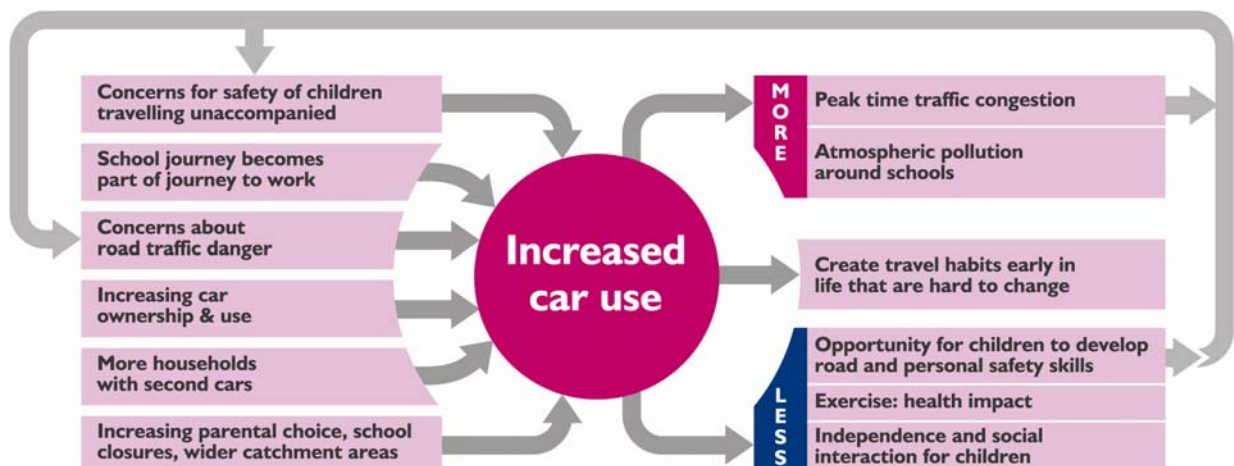 Concerns for safety of children
travelling unaccompanied
School journey becomes
part of journey to work
Concerns about
road traffic danger
Increasing car
ownership & use
More households
with second cars
Increasing parental choice, school
closures, wider catchment areas
Increased
car use
MORE
Peak time traffic congestion
Atmospheric pollution
around schools
Create travel habits early in
life that are hard to change
LESS
Opportunity for children to develop
road and personal safety skills
Exercise: health impact
Independence and social
interaction for children